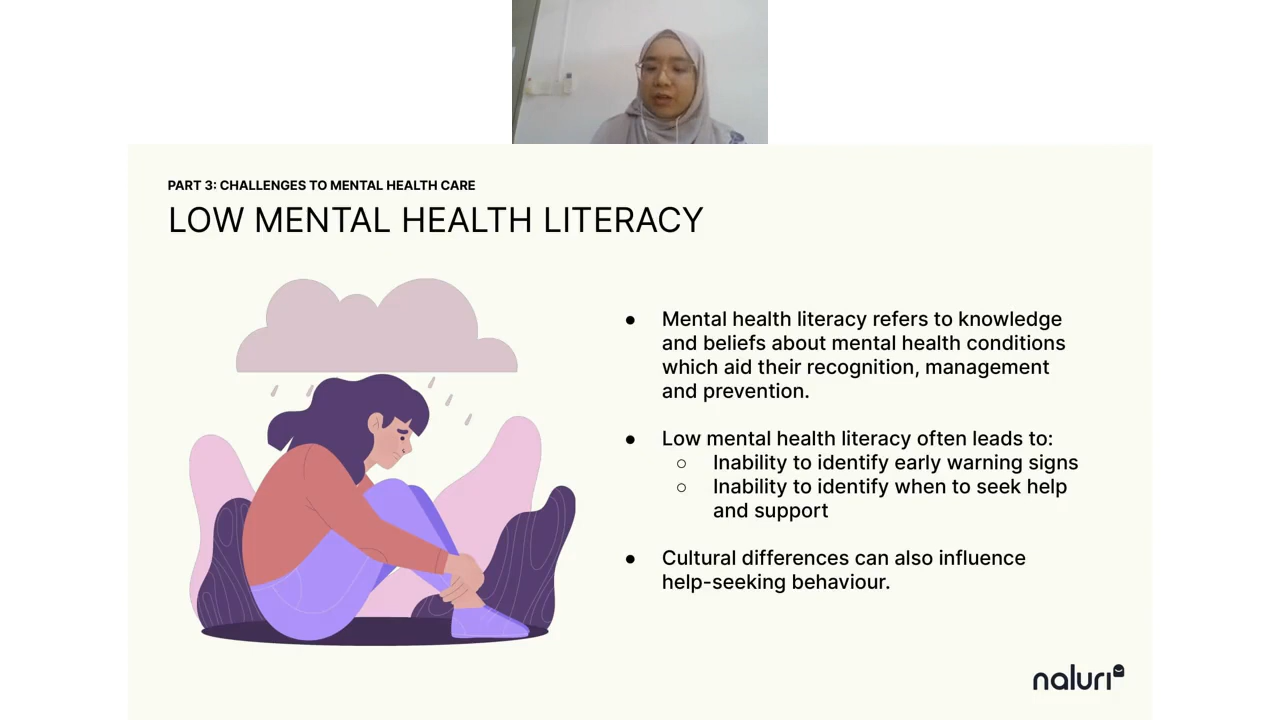 PART 3: CHALLENGES TO MENTAL HEALTH CARE
LOW MENTAL HEALTH LITERACY
● Mental health literacy refers to knowledge
and beliefs about mental health conditions
which aid their recognition, management
and prevention.
● Low mental health literacy often leads to:
○ Inability to identify early warning signs
○ Inability to identify when to seek help
and support
● Cultural differences can also influence
help-seeking behaviour.
naluri